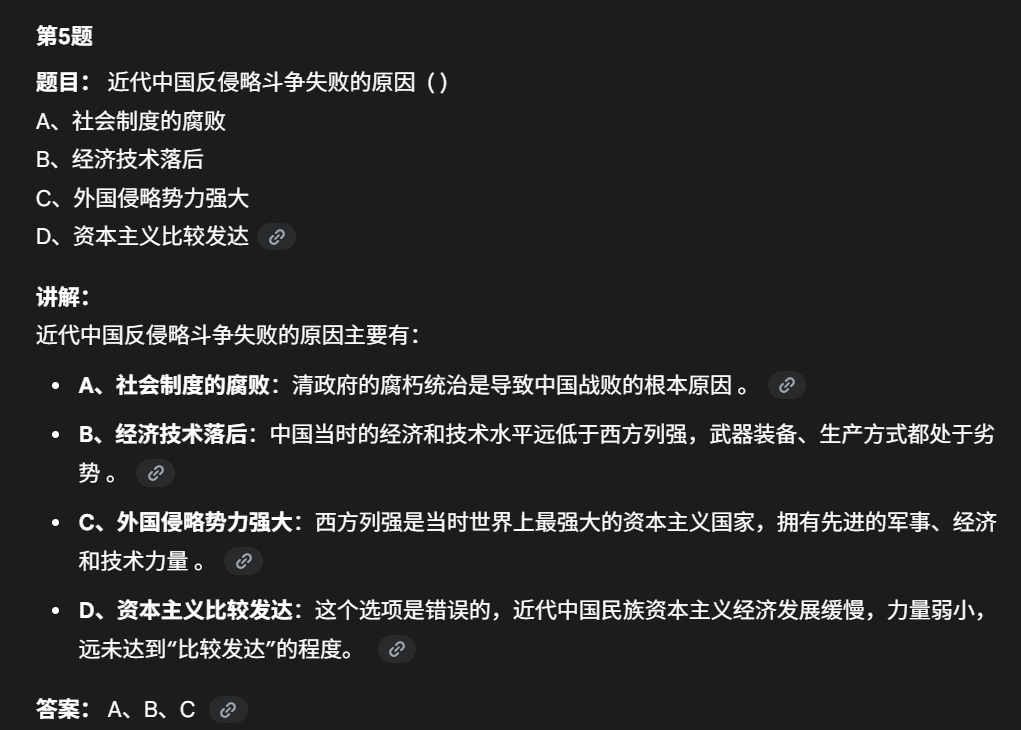 第5题
题目： 近代中国反侵略斗争失败的原因（）
A、社会制度的腐败
B、经济技术落后
C、外国侵略势力强大
D、资本主义比较发达
讲解：
近代中国反侵略斗争失败的原因主要有：
• A、社会制度的腐败：清政府的腐朽统治是导致中国战败的根本原因 。
• B、经济技术落后：中国当时的经济和技术水平远低于西方列强，武器装备、生产方式都处于劣
势 。
• C、外国侵略势力强大：西方列强是当时世界上最强大的资本主义国家，拥有先进的军事、经济
和技术力量 。
• D、资本主义比较发达：这个选项是错误的，近代中国民族资本主义经济发展缓慢，力量弱小，
远未达到“比较发达”的程度。
答案： A、B、C